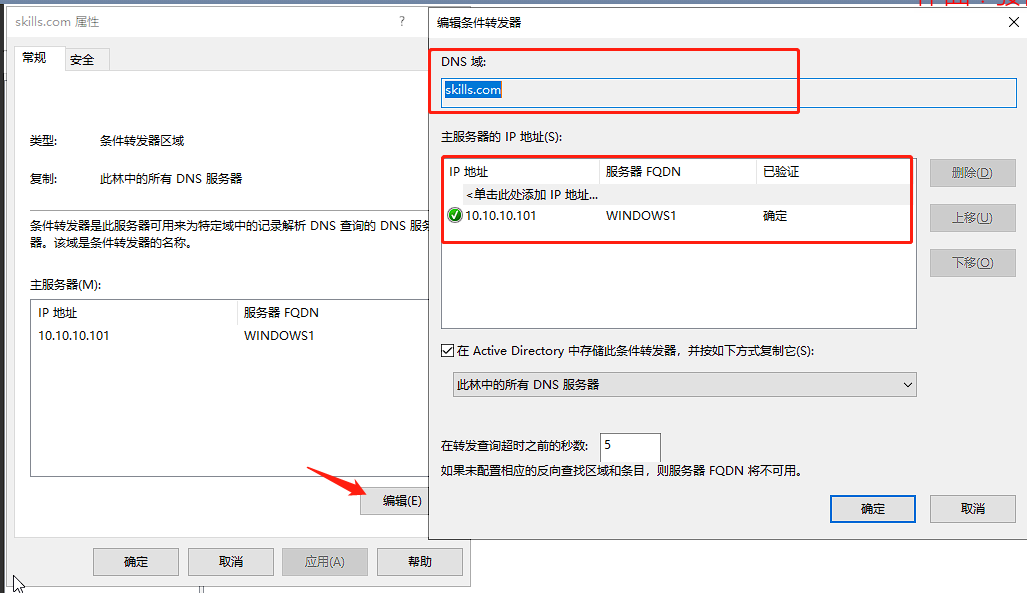 skills.com 属性
?
常规
安全
类型:
条件转发器区域
复制:
此林中的所有 DNS 服务器
条件转发器是此服务器可用来为特定域中的记录解析 DNS 查询的 DNS 服务
器。该域是条件转发器的名称。
主服务器(M):
IP 地址
服务器 FQDN
10.10.10.101
WINDOWS1
编辑(E)
确定
取消
应用(A)
帮助
编辑条件转发器
DNS 域:
skills.com
主服务器的 IP 地址(S):
IP 地址
服务器 FQDN
已验证
<单击此处添加 IP 地址...
10.10.10.101
WINDOWS1
确定
删除(D)
上移(U)
下移(O)
在 Active Directory 中存储此条件转发器，并按如下方式复制它(S):
此林中的所有 DNS 服务器
在转发查询超时之前的秒数:
5
如果未配置相应的反向查找区域和条目，则服务器 FQDN 将不可用。
确定
取消